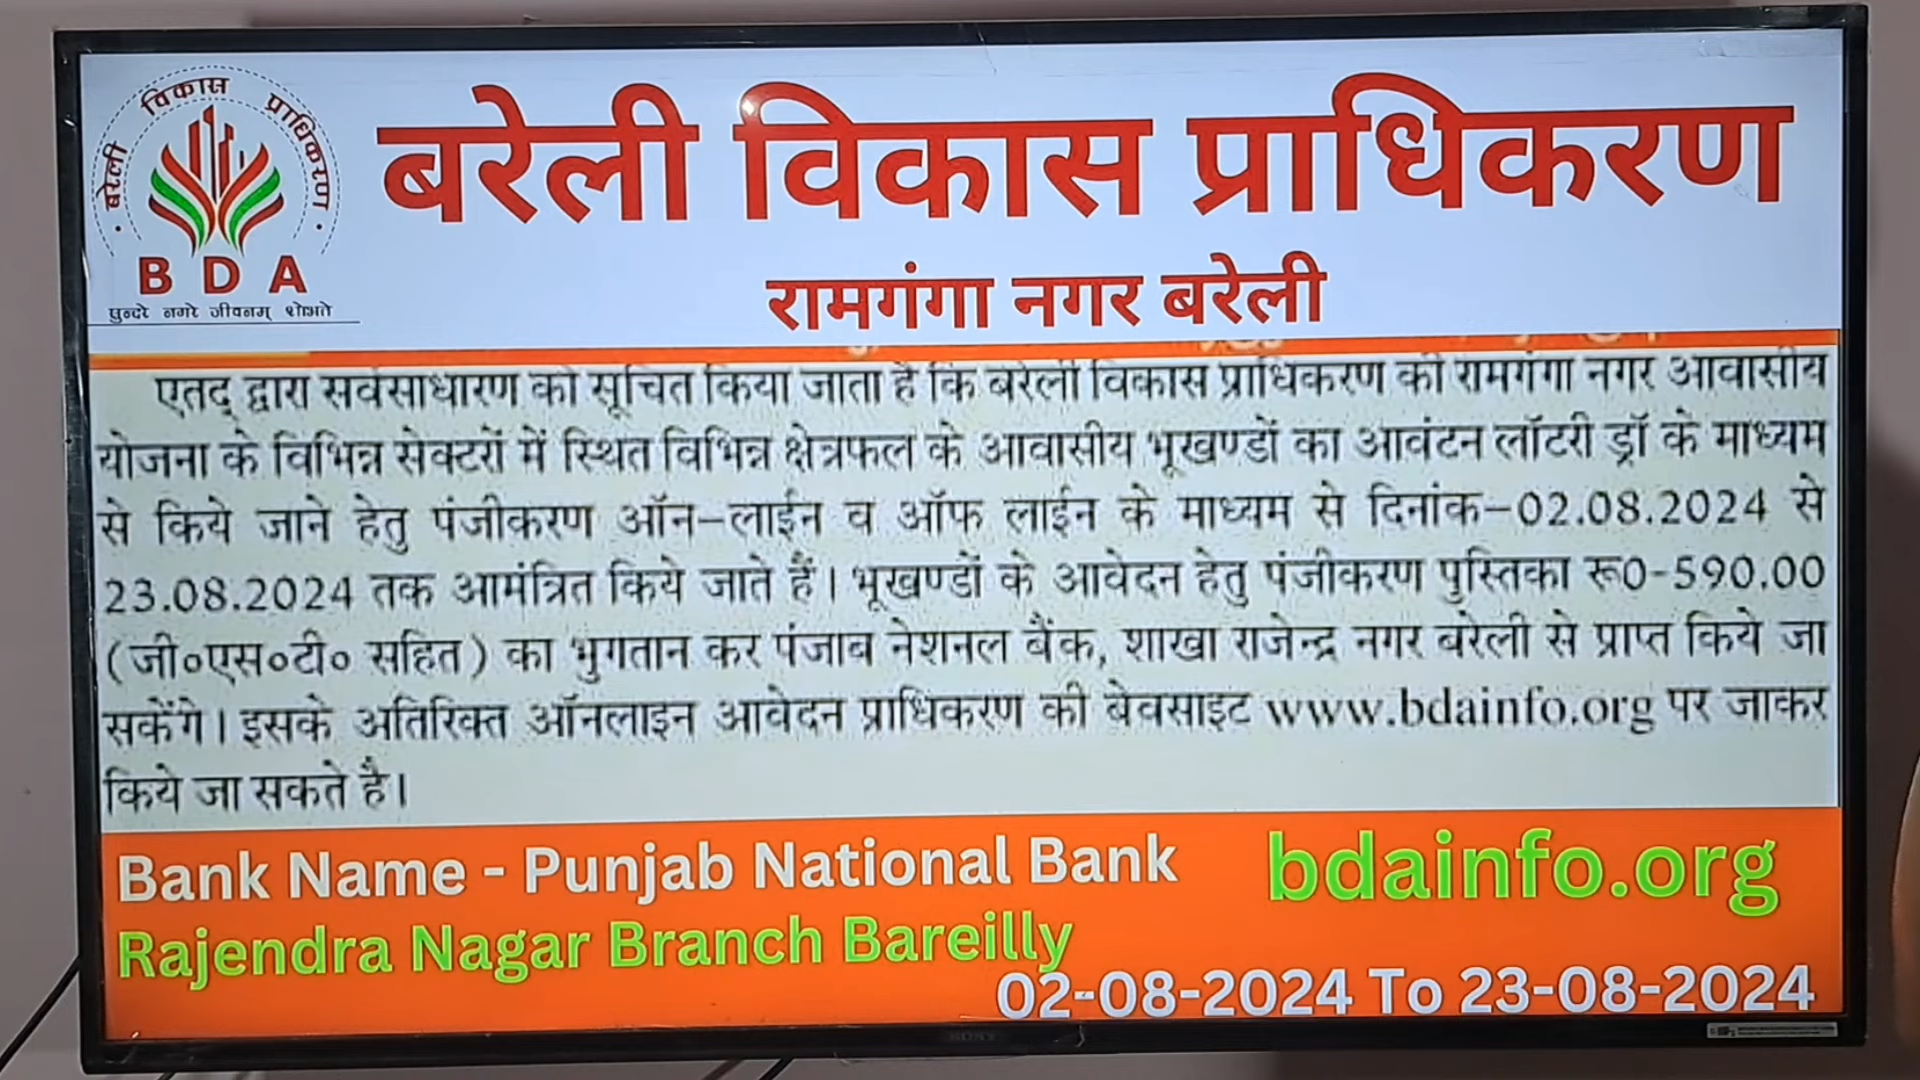 बरेली विकास प्राधिकरण
B D A
सुन्दरे नगरे जीवनम् शोभते
बरेली विकास प्राधिकरण
रामगंगा नगर बरेली
एतद् द्वारा सर्वसाधारण को सूचित किया जाता है कि बरेली विकास प्राधिकरण की रामगंगा नगर आवासीय
योजना के विभिन्न सेक्टरों में स्थित विभिन्न क्षेत्रफल के आवासीय भूखण्डों का आवंटन लॉटरी ड्रॉ के माध्यम
से किये जाने हेतु पंजीकरण ऑन–लाईन व ऑफ लाईन के माध्यम से दिनांक–02.08.2024 से
23.08.2024 तक आमंत्रित किये जाते हैं। भूखण्डों के आवेदन हेतु पंजीकरण पुस्तिका रू0-590.00
(जी०एस०टी० सहित) का भुगतान कर पंजाब नेशनल बैंक, शाखा राजेन्द्र नगर बरेली से प्राप्त किये जा
सकेंगे। इसके अतिरिक्त ऑनलाइन आवेदन प्राधिकरण की बेवसाइट www.bdainfo.org पर जाकर
किये जा सकते है।
Bank Name - Punjab National Bank
bdainfo.org
Rajendra Nagar Branch Bareilly
02-08-2024 To 23-08-2024
SONY